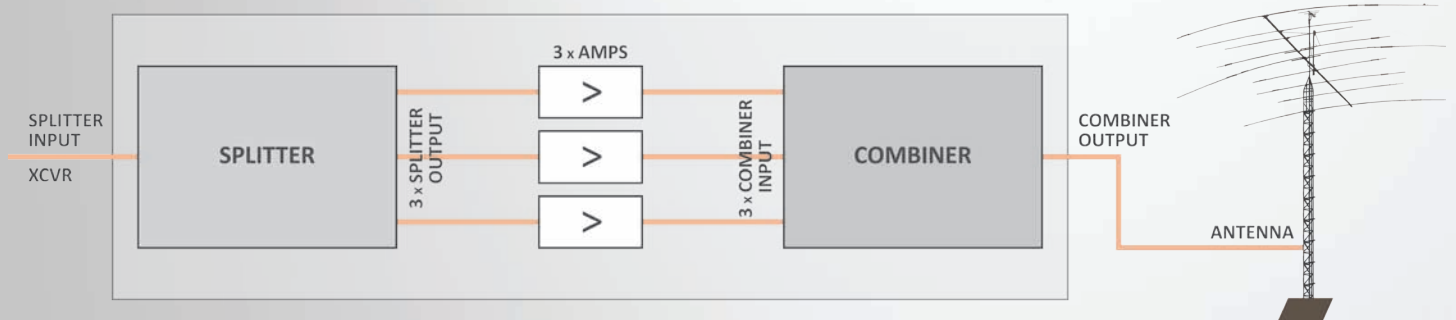 3 x AMPS
SPLITTER
INPUT
XCVR
SPLITTER
3 x SPLITTER
OUTPUT
>
>
>
3 x COMBINER
INPUT
COMBINER
COMBINER
OUTPUT
ANTENNA